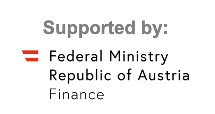 Supported by:
Federal Ministry
Republic of Austria
Finance